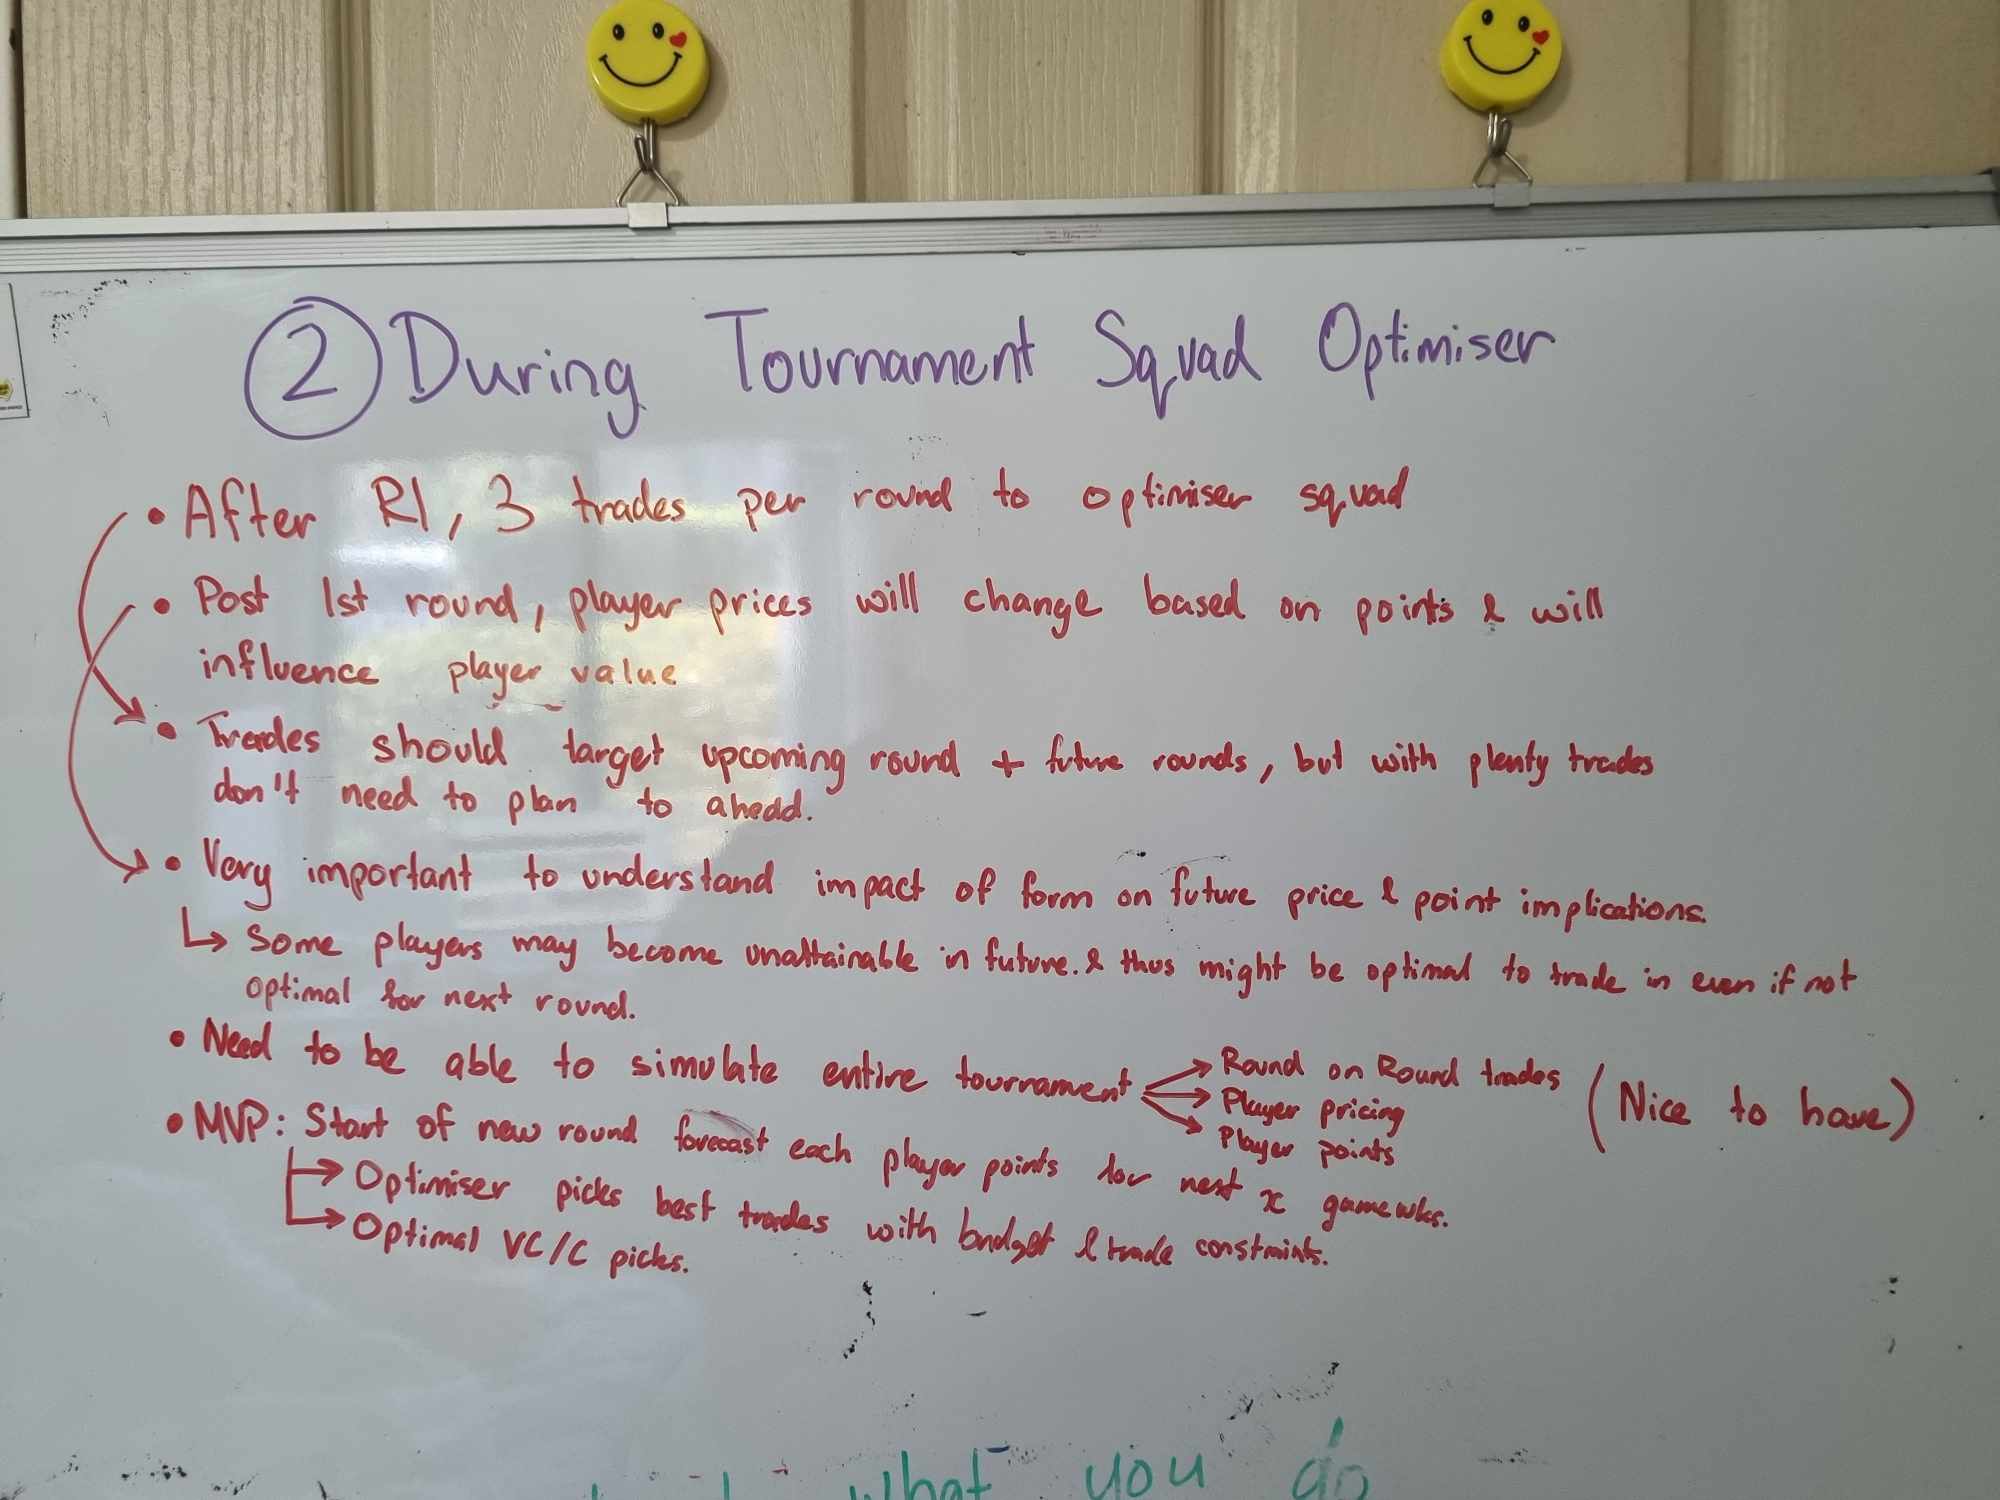 ② During Tournament Squad Optimiser
• After R1, 3 trades per round to optimiser squad
• Post 1st round, player prices will change based on points & will
influence player value
• Trades should target upcoming round + future rounds, but with plenty trades
don't need to plan to ahead.
• Very important to understand impact of form on future price & point implications.
↳ Some players may become unattainable in future. & thus might be optimal to trade in even if not
optimal for next round.
• Need to be able to simulate entire tournament → Round on Round trades (Nice to have)
→ Player pricing
→ Player points
• MVP: Start of new round forecast each player points for next x gamewks.
→ Optimiser picks best trades with budget & trade constraints.
→ Optimal VC/C picks.
what you do